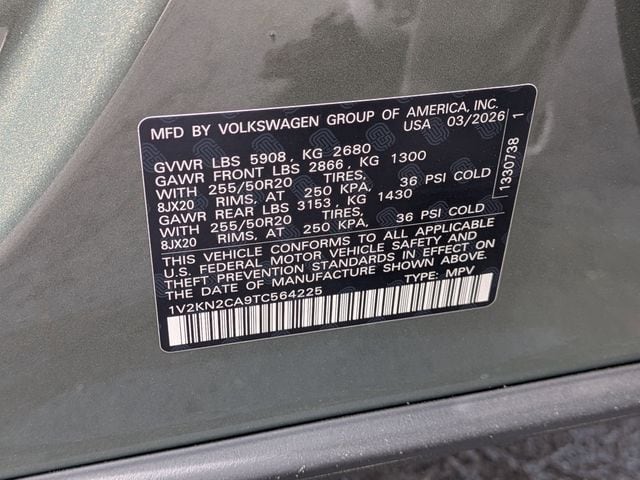 MFD BY VOLKSWAGEN GROUP OF AMERICA, INC.
USA 03/2026
GVWR LBS 5908, KG 2680
GAWR FRONT LBS 2866, KG 1300
WITH 255/50R20 TIRES,
8JX20 RIMS, AT 250 KPA, 36 PSI COLD
GAWR REAR LBS 3153, KG 1430
WITH 255/50R20 TIRES,
8JX20 RIMS, AT 250 KPA, 36 PSI COLD
THIS VEHICLE CONFORMS TO ALL APPLICABLE
U.S. FEDERAL MOTOR VEHICLE SAFETY AND
THEFT PREVENTION STANDARDS IN EFFECT ON
THE DATE OF MANUFACTURE SHOWN ABOVE.
1V2KN2CA9TC564225 TYPE: MPV
1330738 1